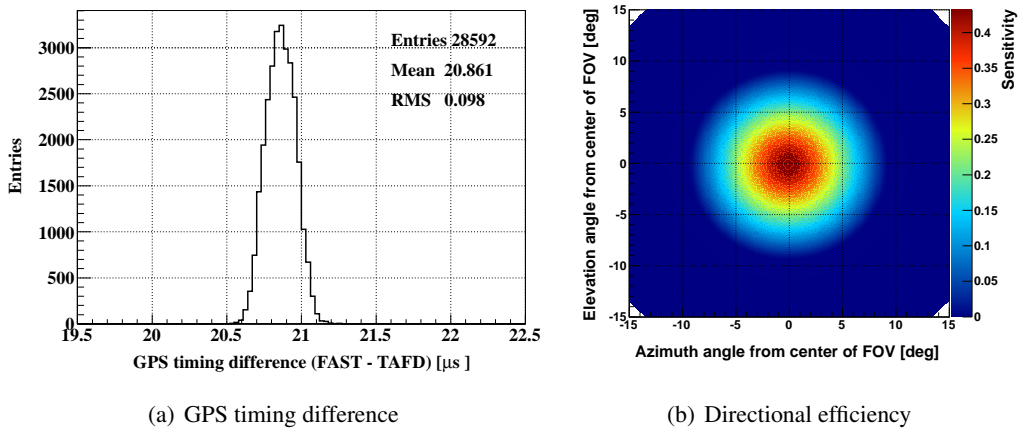 Entries 28592
Mean 20.861
RMS 0.098
Entries
3000
2500
2000
1500
1000
500
0
19.5 20 20.5 21 21.5 22 22.5
GPS timing difference (FAST - TAFD) [μs ]
(a) GPS timing difference
Elevation angle from center of FOV [deg]
15
10
5
0
-5
-10
-15
-15 -10 -5 0 5 10 15
Azimuth angle from center of FOV [deg]
Sensitivity
0.4
0.35
0.3
0.25
0.2
0.15
0.1
0.05
0
(b) Directional efficiency